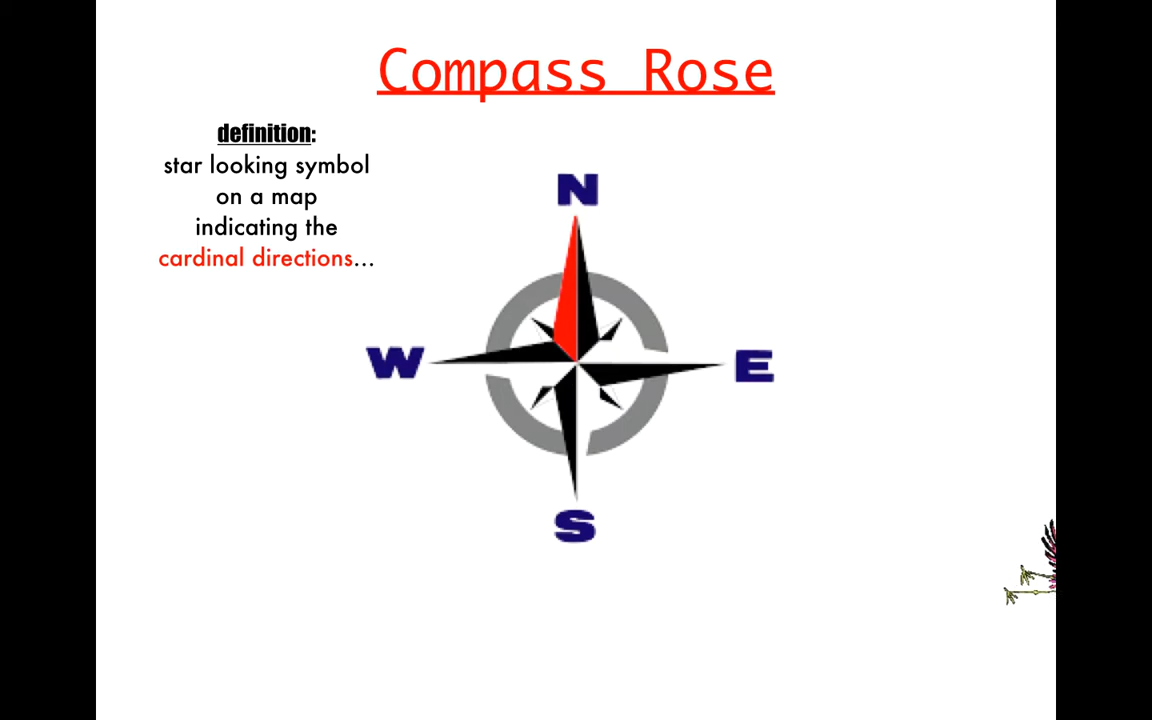 Compass Rose
definition:
star looking symbol
on a map
indicating the
cardinal directions...
N
W
E
S